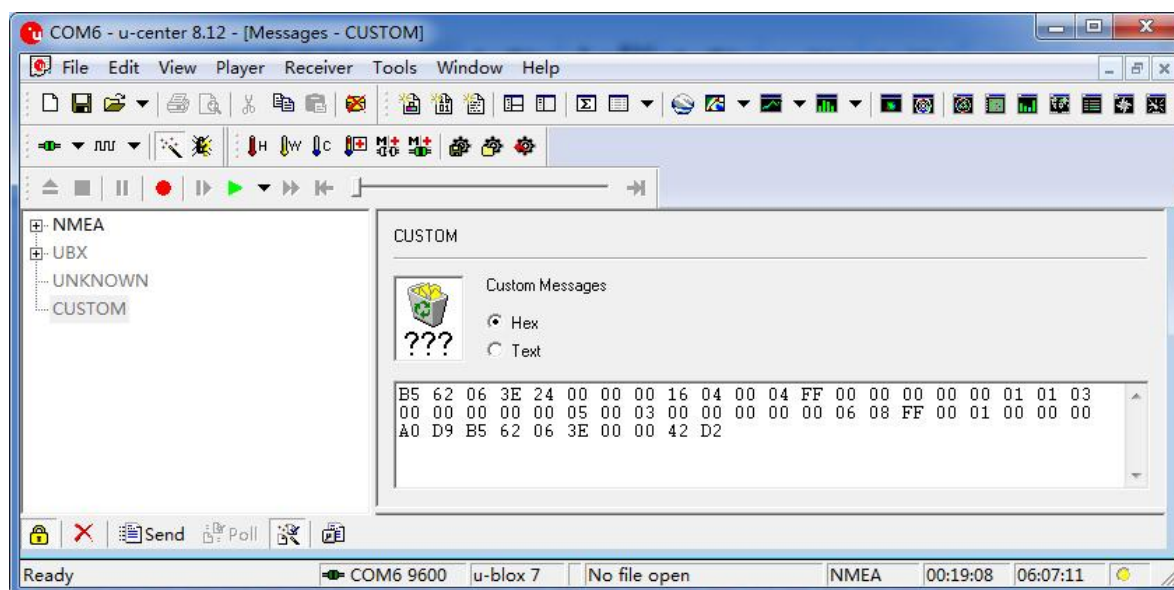 COM6 - u-center 8.12 - [Messages - CUSTOM]
File Edit View Player Receiver Tools Window Help
NMEA
UBX
UNKNOWN
CUSTOM
CUSTOM
Custom Messages
Hex
Text
???
B5 62 06 3E 24 00 00 00 16 04 00 04 FF 00 00 00 00 00 01 01 03
00 00 00 00 00 05 00 03 00 00 00 00 00 06 08 FF 00 01 00 00 00
A0 D9 B5 62 06 3E 00 00 42 D2
Send Poll
Ready COM6 9600 u-blox 7 No file open NMEA 00:19:08 06:07:11